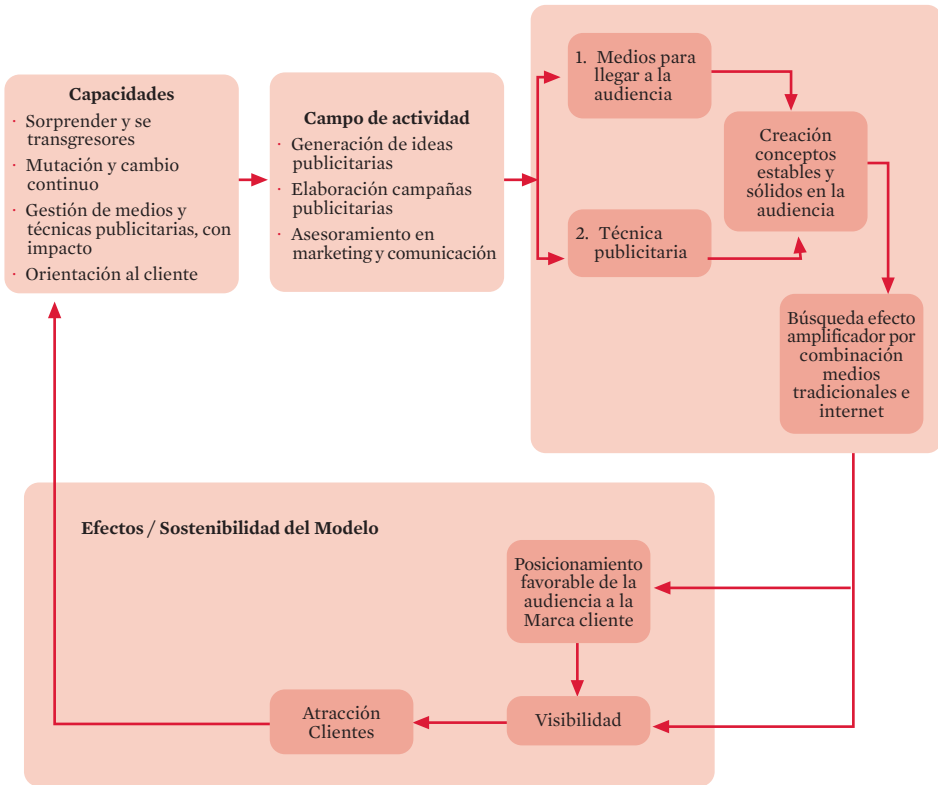 Capacidades
· Sorprender y se
transgresores
· Mutación y cambio
continuo
· Gestión de medios y
técnicas publicitarias, con
impacto
· Orientación al cliente
Campo de actividad
· Generación de ideas
publicitarias
· Elaboración campañas
publicitarias
· Asesoramiento en
marketing y comunicación
1. Medios para
llegar a la
audiencia
2. Técnica
publicitaria
Creación
conceptos
estables y
sólidos en la
audiencia
Búsqueda efecto
amplificador por
combinación
medios
tradicionales e
internet
Efectos / Sostenibilidad del Modelo
Posicionamiento
favorable de la
audiencia a la
Marca cliente
Visibilidad
Atracción
Clientes